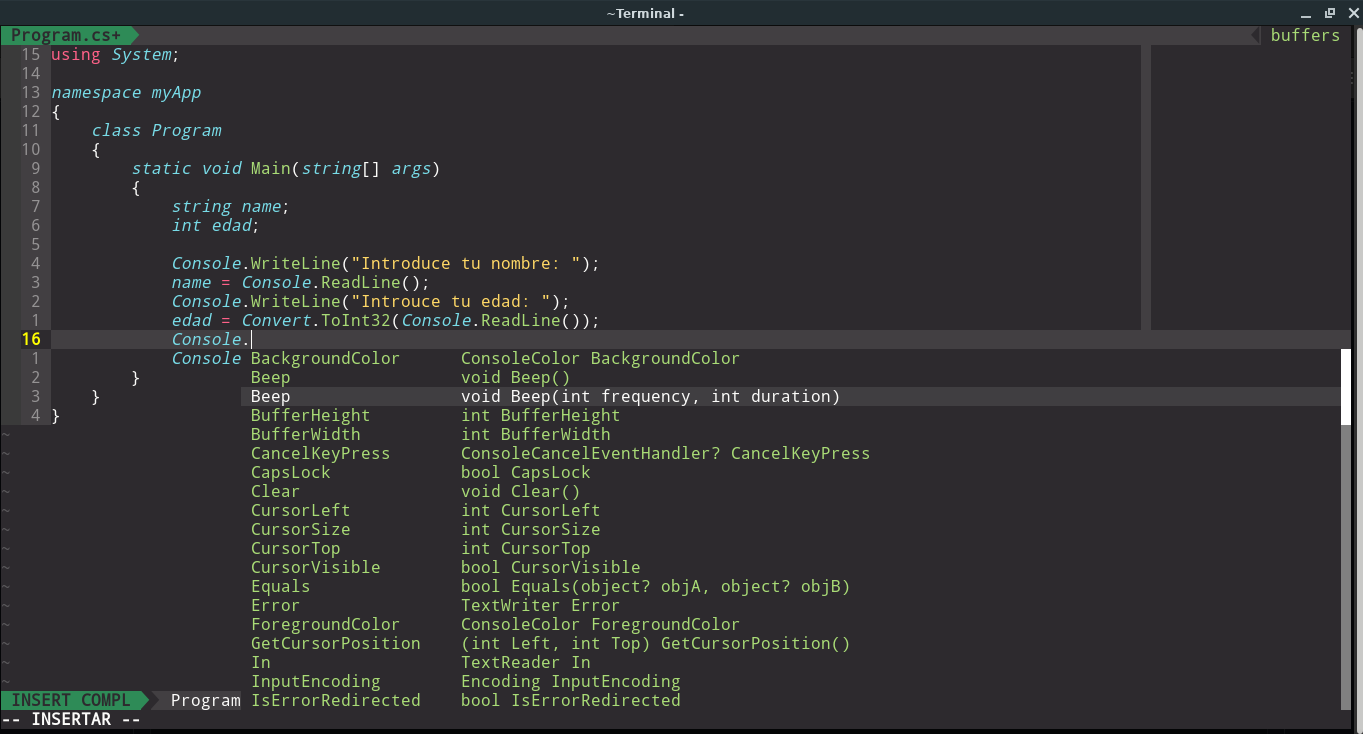 ~Terminal -
Program.cs+ buffers
15 using System;
14
13 namespace myApp
12 {
11     class Program
10     {
9         static void Main(string[] args)
8         {
7             string name;
6             int edad;
5
4             Console.WriteLine("Introduce tu nombre: ");
3             name = Console.ReadLine();
2             Console.WriteLine("Introuce tu edad: ");
1             edad = Convert.ToInt32(Console.ReadLine());
16             Console.
1             Console BackgroundColor ConsoleColor BackgroundColor
2         } Beep void Beep()
3     } Beep void Beep(int frequency, int duration)
4 } BufferHeight int BufferHeight
~ BufferWidth int BufferWidth
~ CancelKeyPress ConsoleCancelEventHandler? CancelKeyPress
~ CapsLock bool CapsLock
~ Clear void Clear()
~ CursorLeft int CursorLeft
~ CursorSize int CursorSize
~ CursorTop int CursorTop
~ CursorVisible bool CursorVisible
~ Equals bool Equals(object? objA, object? objB)
~ Error TextWriter Error
~ ForegroundColor ConsoleColor ForegroundColor
~ GetCursorPosition (int Left, int Top) GetCursorPosition()
~ In TextReader In
~ InputEncoding Encoding InputEncoding
INSERT COMPL Program IsErrorRedirected bool IsErrorRedirected
-- INSERTAR --